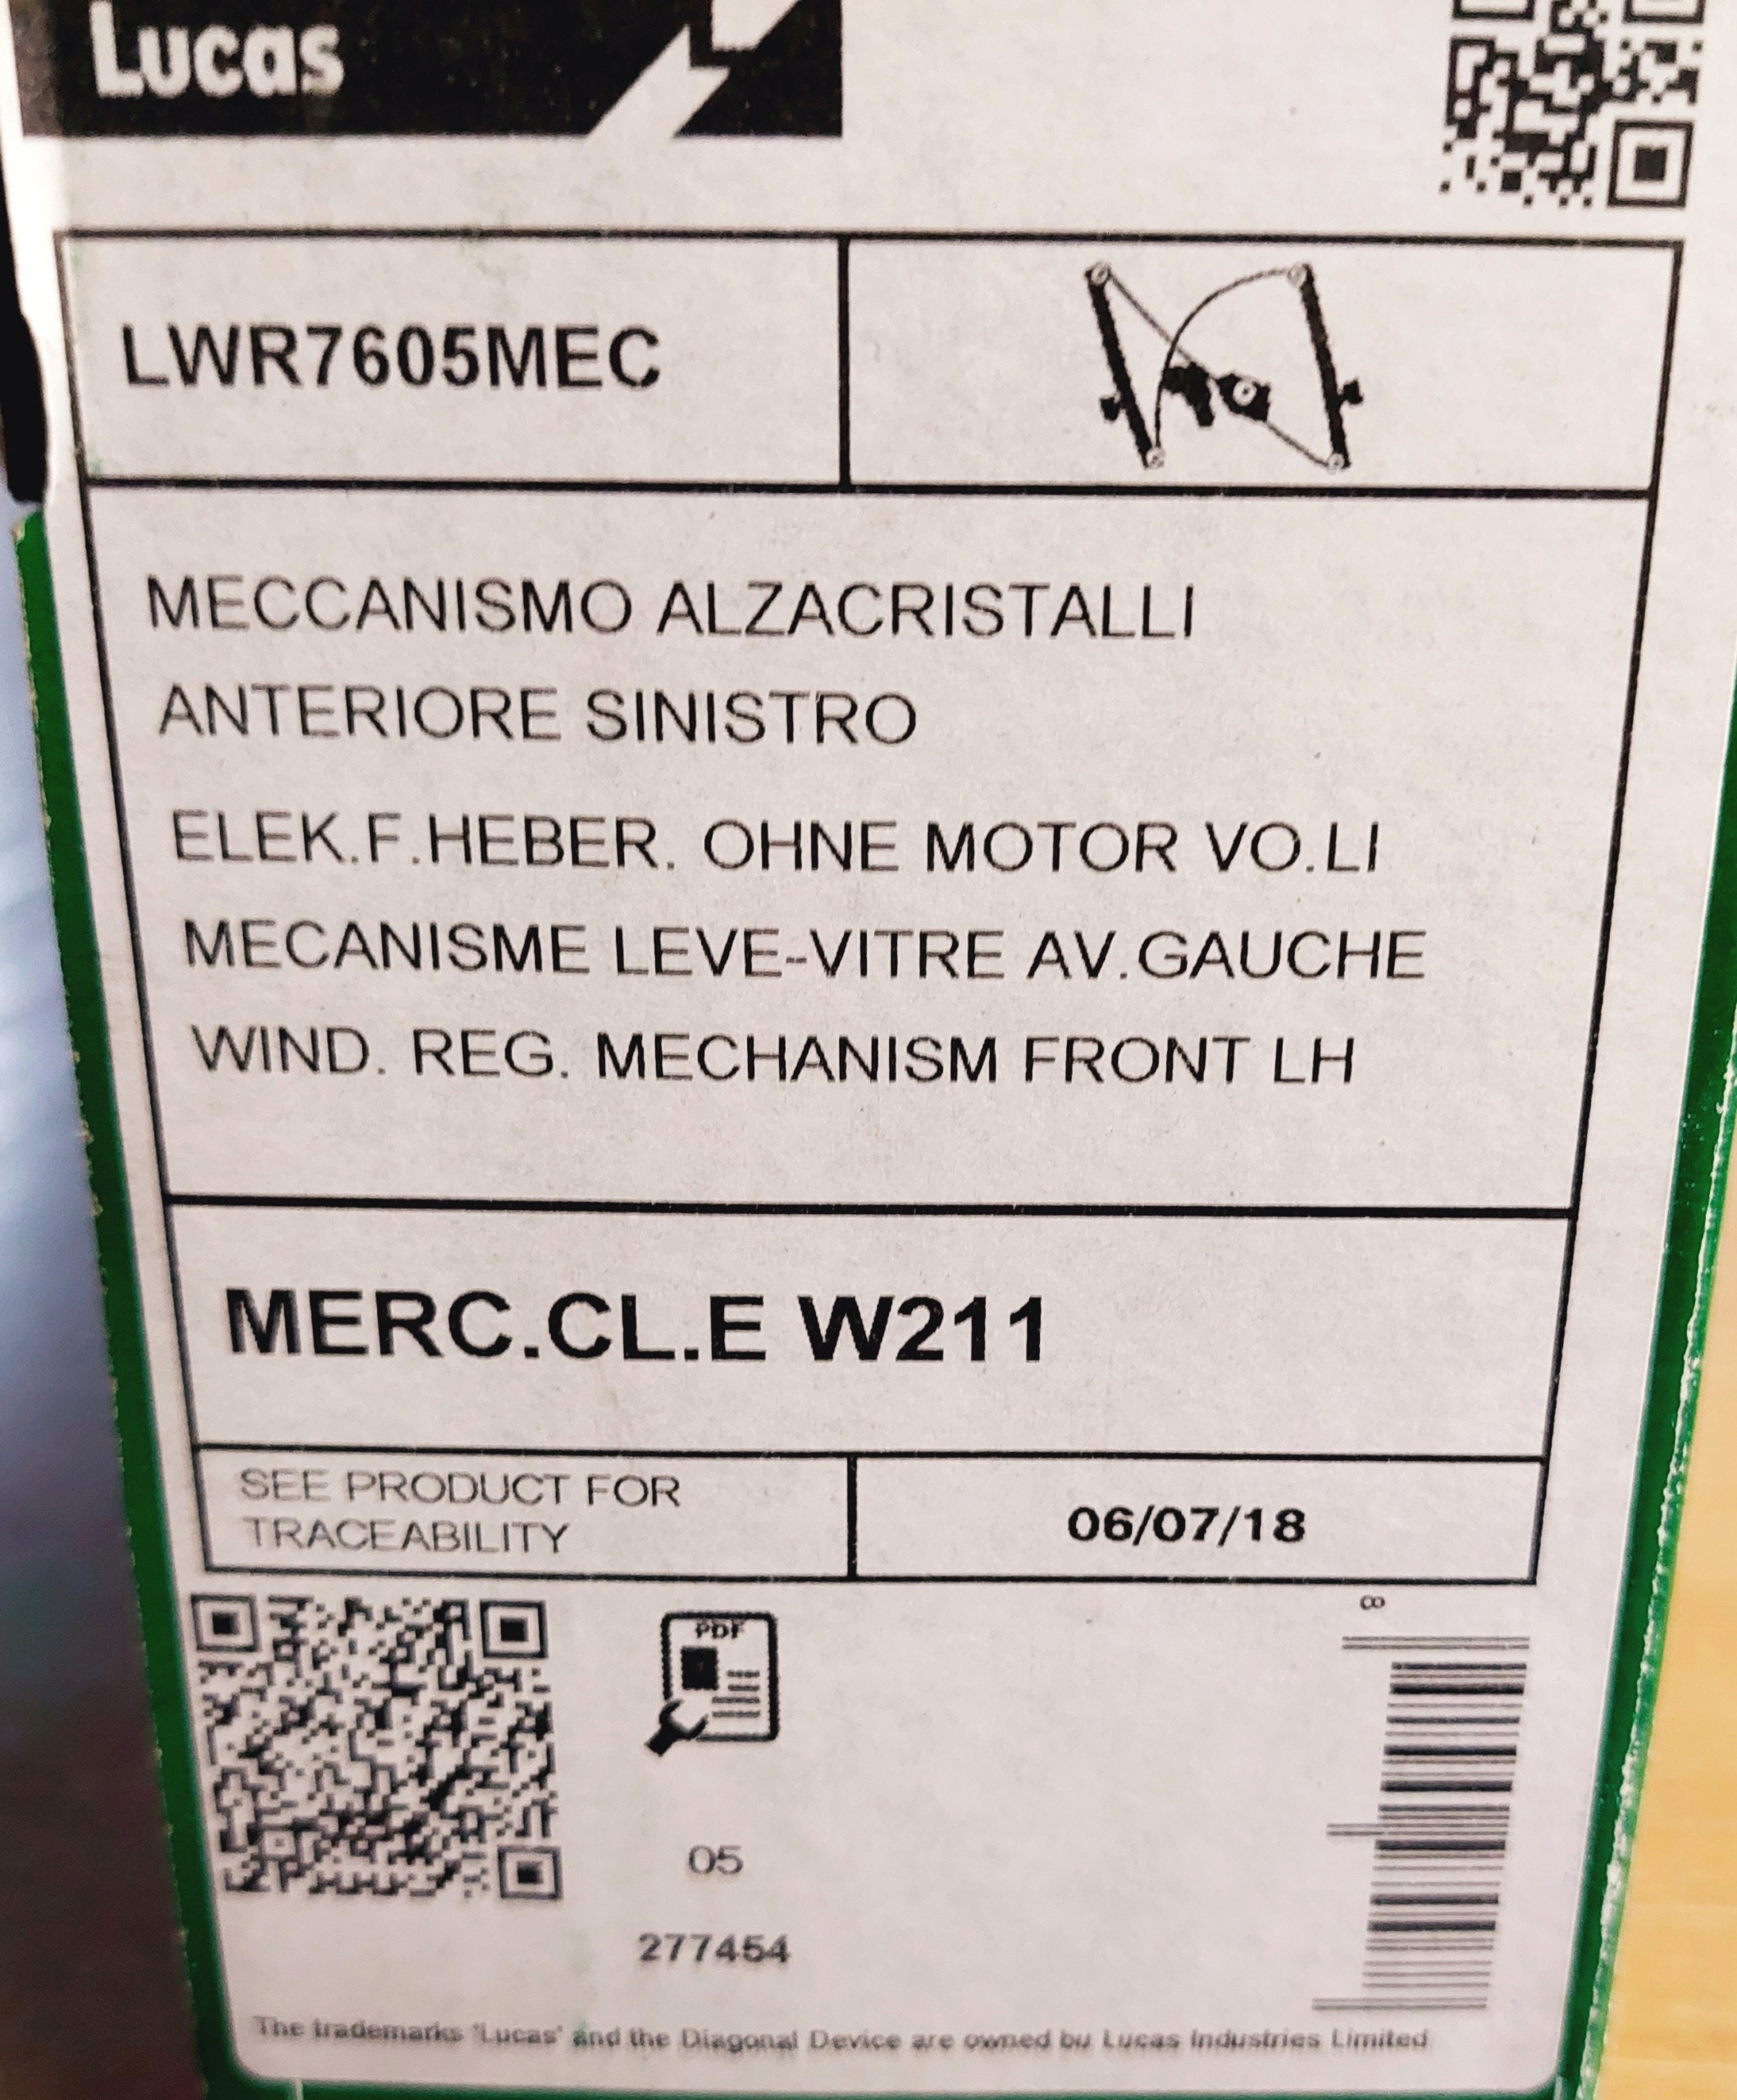 Lucas
LWR7605MEC
MECCANISMO ALZACRISTALLI
ANTERIORE SINISTRO
ELEK.F.HEBER. OHNE MOTOR VO.LI
MECANISME LEVE-VITRE AV.GAUCHE
WIND. REG. MECHANISM FRONT LH
MERC.CL.E W211
SEE PRODUCT FOR
TRACEABILITY
06/07/18
PDF
8
05
277454
The trademarks 'Lucas' and the Diagonal Device are owned by Lucas Industries Limited